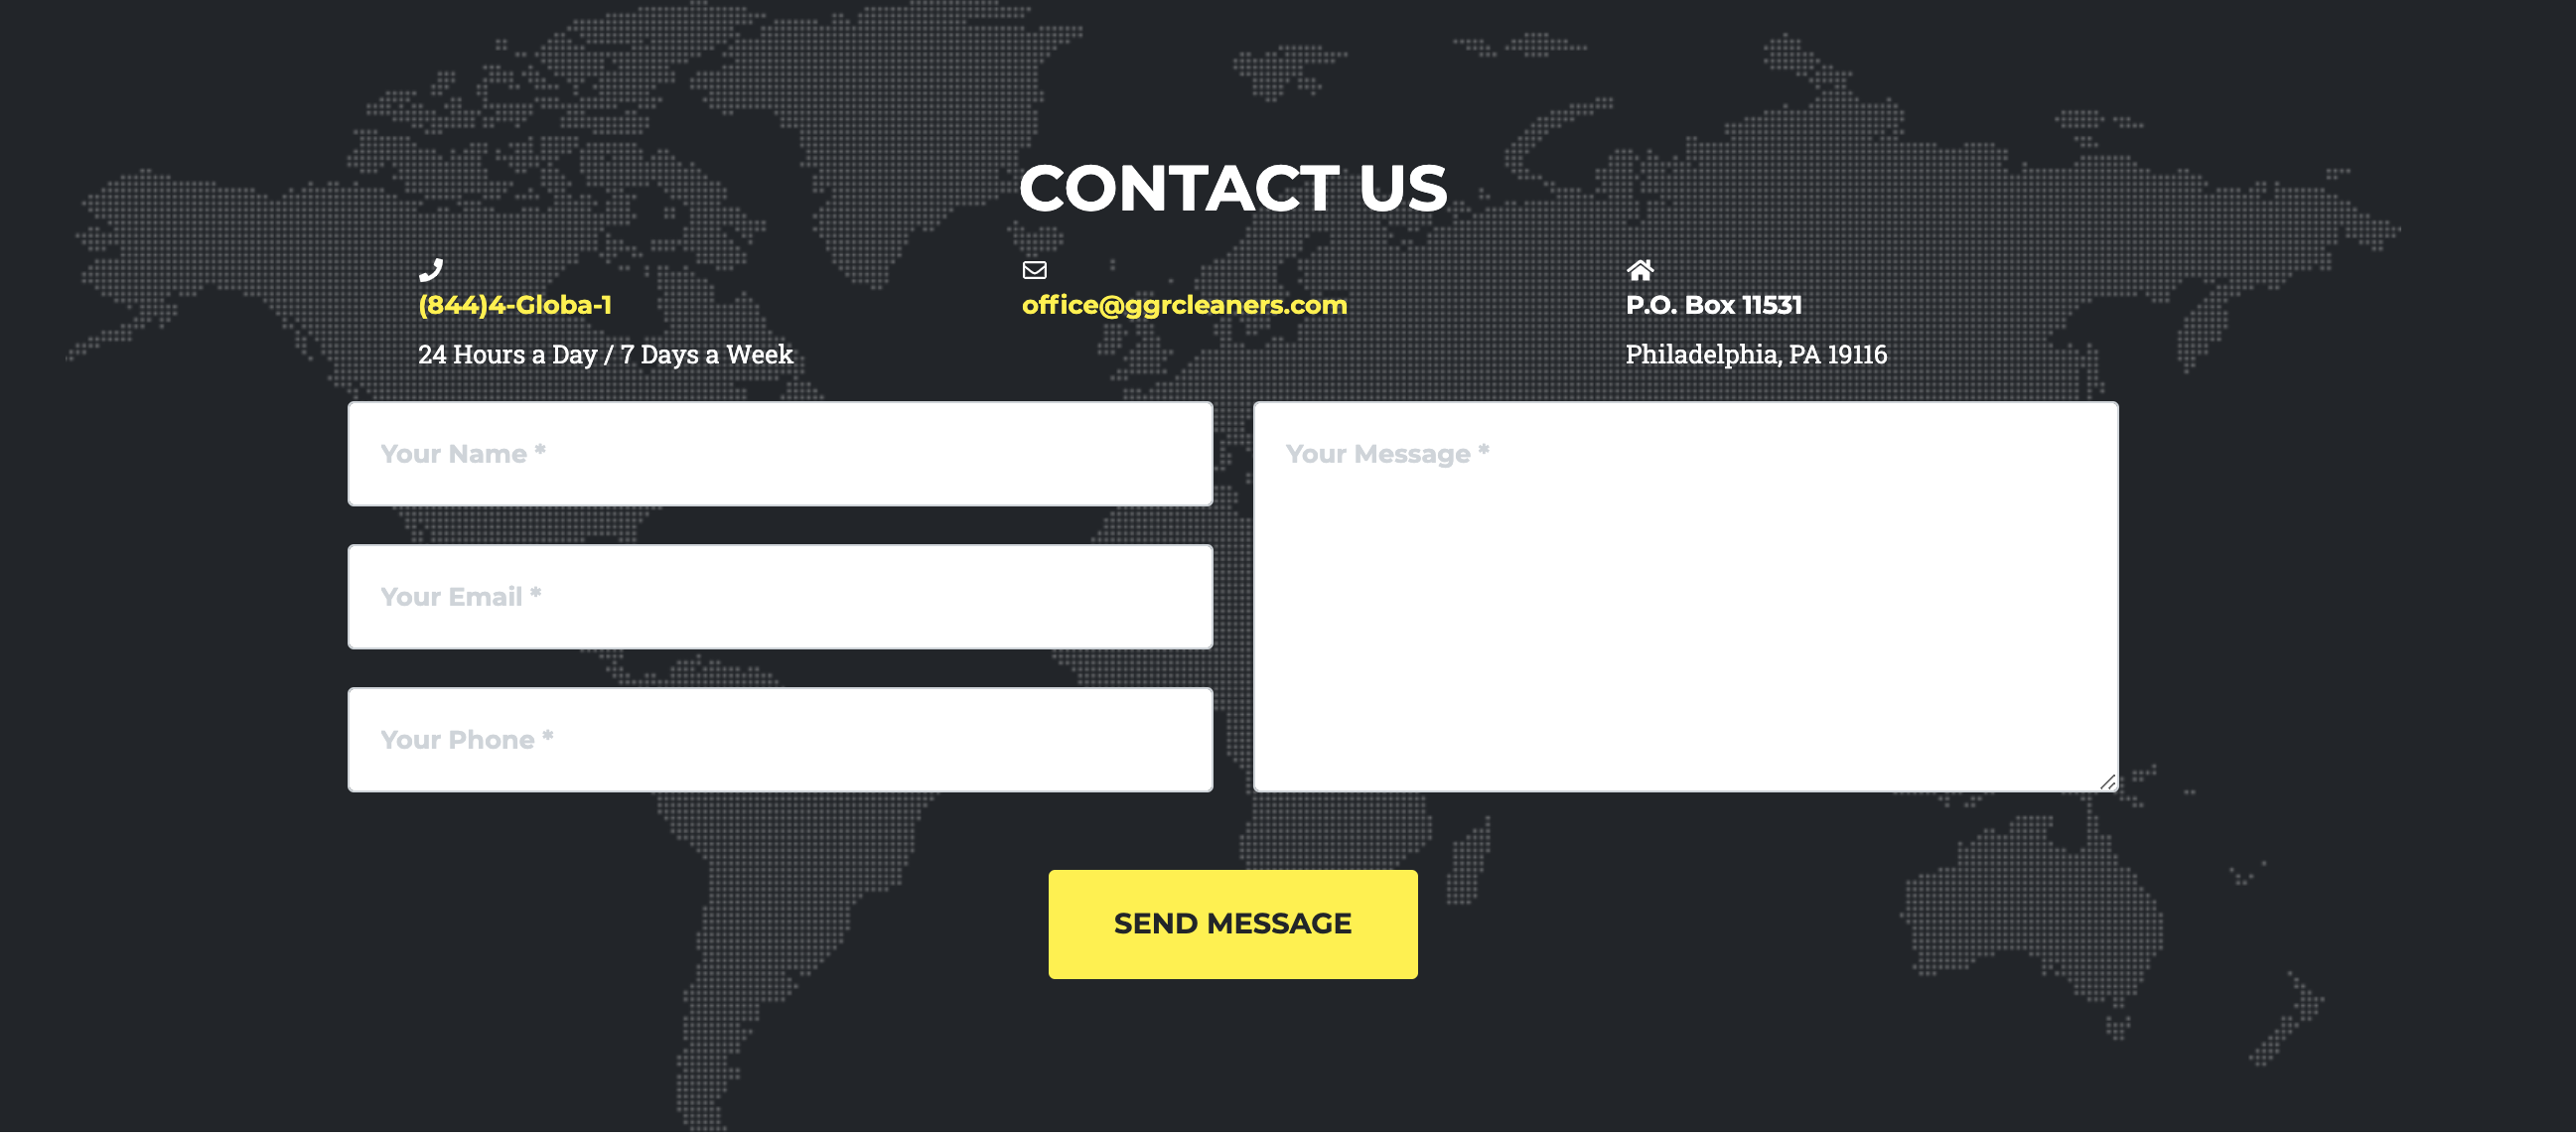 CONTACT US
(844)4-Globa-1
24 Hours a Day / 7 Days a Week
office@ggrcleaners.com
P.O. Box 11531
Philadelphia, PA 19116
Your Name *
Your Email *
Your Phone *
Your Message *
SEND MESSAGE